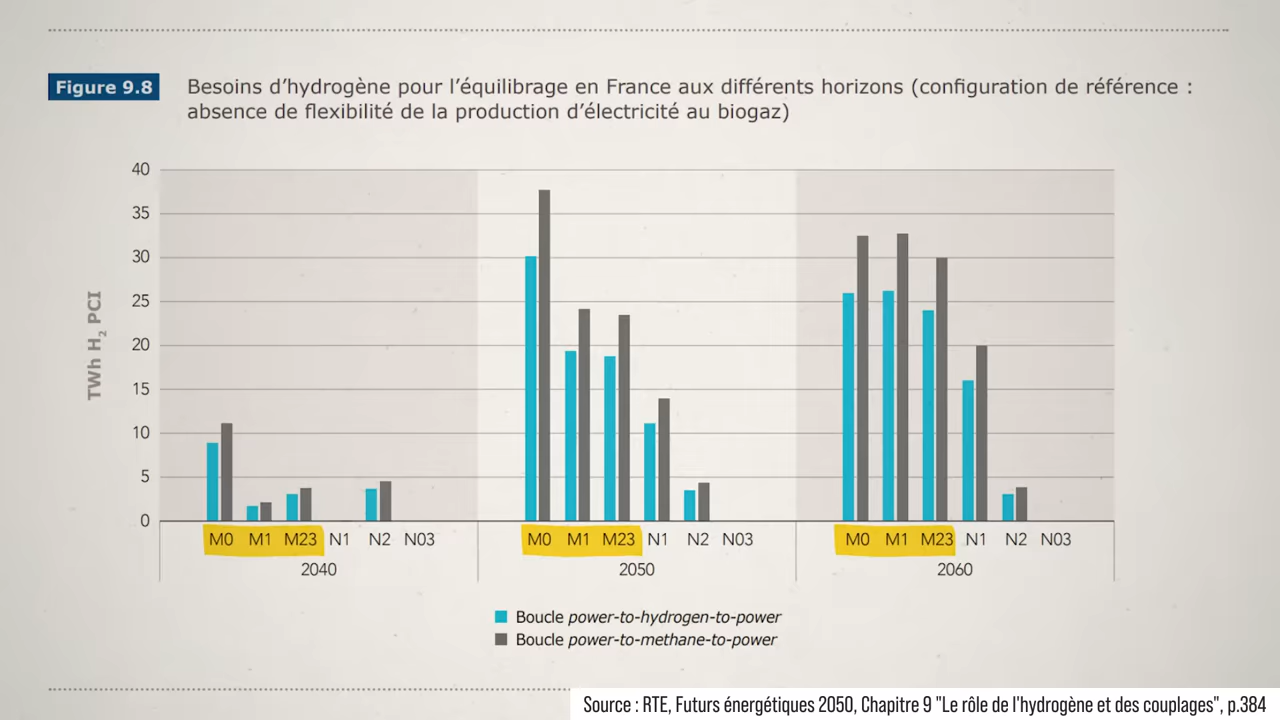 Figure 9.8
Besoins d’hydrogène pour l’équilibrage en France aux différents horizons (configuration de référence :
absence de flexibilité de la production d’électricité au biogaz)
40
35
30
25
20
15
10
5
0
TWh H₂ PCI
M0 M1 M23 N1 N2 N03
M0 M1 M23 N1 N2 N03
M0 M1 M23 N1 N2 N03
2040
2050
2060
Boucle power-to-hydrogen-to-power
Boucle power-to-methane-to-power
Source : RTE, Futurs énergétiques 2050, Chapitre 9 "Le rôle de l'hydrogène et des couplages", p.384